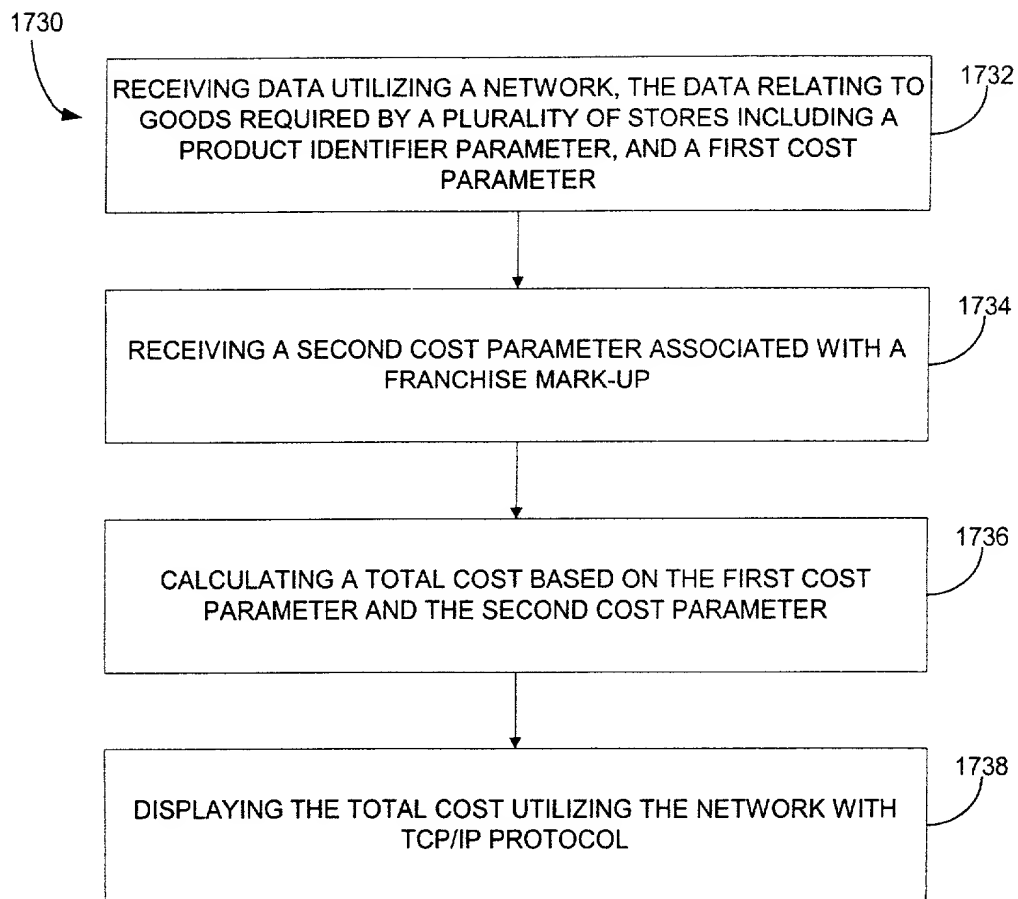 1730
RECEIVING DATA UTILIZING A NETWORK, THE DATA RELATING TO
GOODS REQUIRED BY A PLURALITY OF STORES INCLUDING A
PRODUCT IDENTIFIER PARAMETER, AND A FIRST COST
PARAMETER
1732
RECEIVING A SECOND COST PARAMETER ASSOCIATED WITH A
FRANCHISE MARK-UP
1734
CALCULATING A TOTAL COST BASED ON THE FIRST COST
PARAMETER AND THE SECOND COST PARAMETER
1736
DISPLAYING THE TOTAL COST UTILIZING THE NETWORK WITH
TCP/IP PROTOCOL
1738